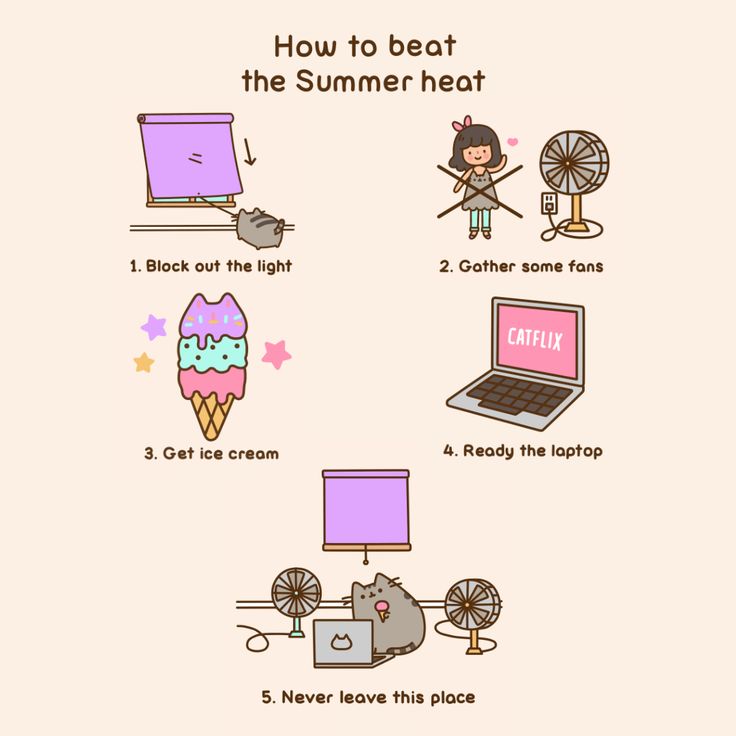 How to beat
the Summer heat
1. Block out the light
2. Gather some fans
CATFLIX
3. Get ice cream
4. Ready the laptop
5. Never leave this place